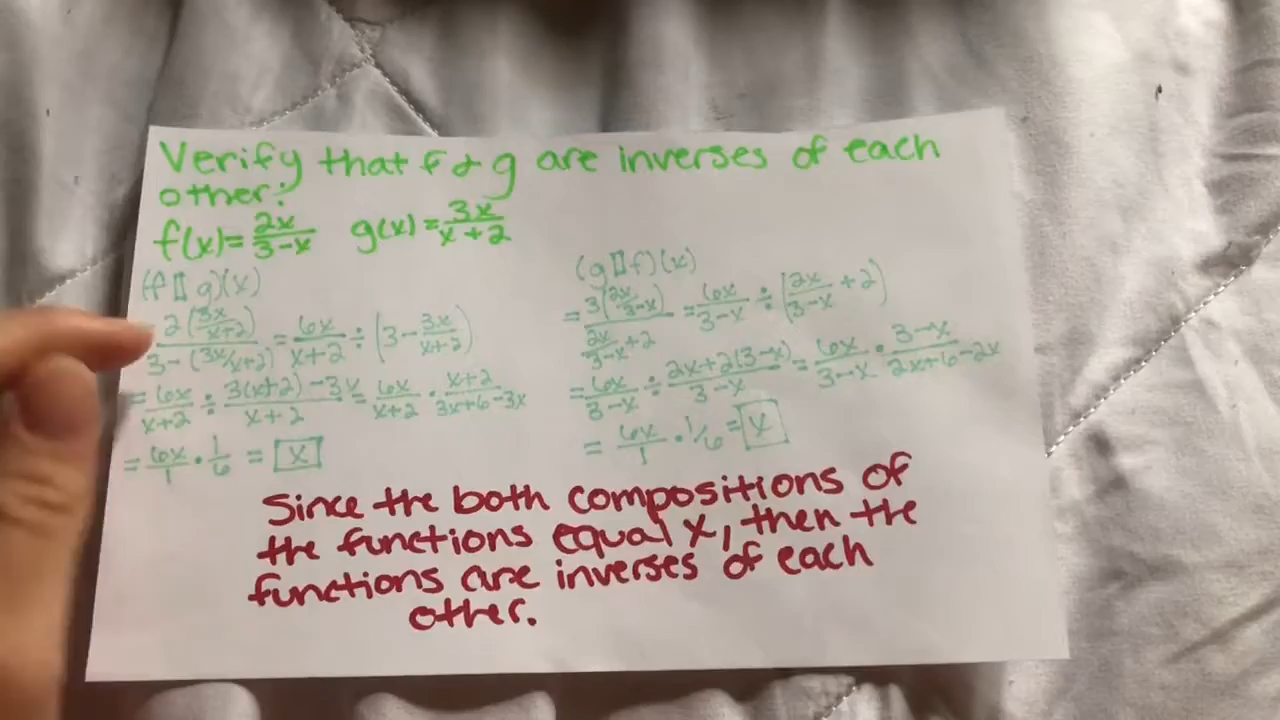 Verify that f & g are inverses of each
other:
f(x)=2x/3-x g(x)=3x/x+2
(f▯g)(x)
2(3x/x+2)/3-(3x/x+2) = 6x/x+2 ÷ (3-3x/x+2)
= 6x/x+2 ÷ 3(x+2)-3x/x+2 = 6x/x+2 · x+2/3x+6-3x
= 6x/1 · 1/6 = x
(g▯f)(x)
= 3(2x/3-x)/2x/3-x+2 = 6x/3-x ÷ (2x/3-x +2)
= 6x/3-x ÷ 2x+2(3-x)/3-x = 6x/3-x · 3-x/2x+6-2x
= 6x/1 · 1/6 = x
Since the both compositions of
the functions equal x, then the
functions are inverses of each
other.